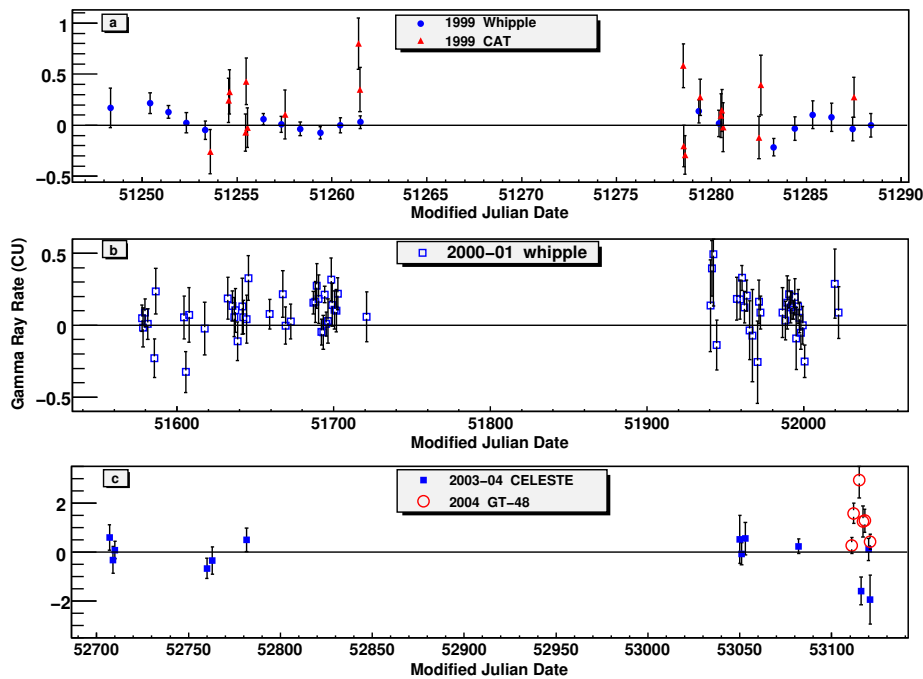 a
1999 Whipple
1999 CAT
1
0.5
0
−0.5
51250 51255 51260 51265 51270 51275 51280 51285 51290
Modified Julian Date
Gamma Ray Rate (CU)
b
2000−01 whipple
0.5
0
−0.5
51600 51700 51800 51900 52000
Modified Julian Date
c
2003−04 CELESTE
2004 GT−48
2
0
−2
52700 52750 52800 52850 52900 52950 53000 53050 53100
Modified Julian Date